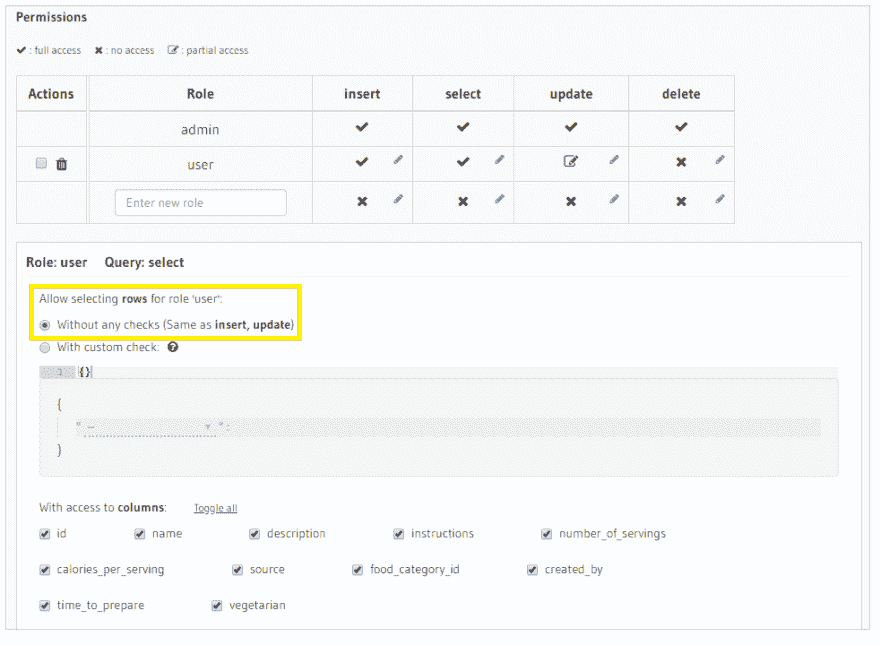 Permissions
: full access : no access : partial access
Actions Role insert select update delete
admin
user
Enter new role
Role: user Query: select
Allow selecting rows for role 'user':
Without any checks (Same as insert, update)
With custom check: ?
1 {}
{
" -- ":
}
With access to columns: Toggle all
id name description instructions number_of_servings
calories_per_serving source food_category_id created_by
time_to_prepare vegetarian